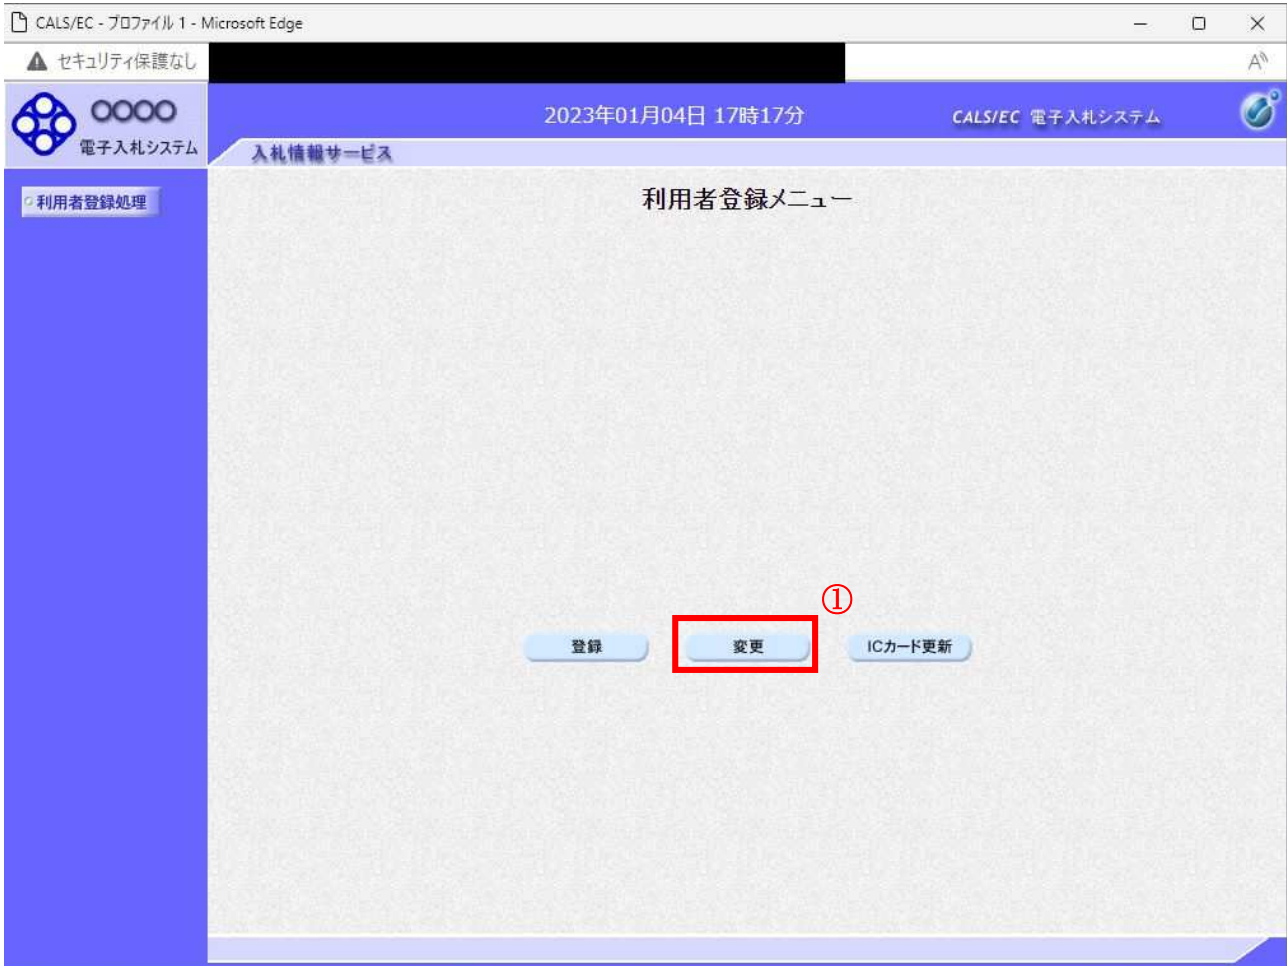 CALS/EC - プロファイル 1 - Microsoft Edge
セキュリティ保護なし
A
○○○○
電子入札システム
2023年01月04日 17時17分
CALS/EC 電子入札システム
入札情報サービス
利用者登録処理
利用者登録メニュー
①
登録
変更
ICカード更新